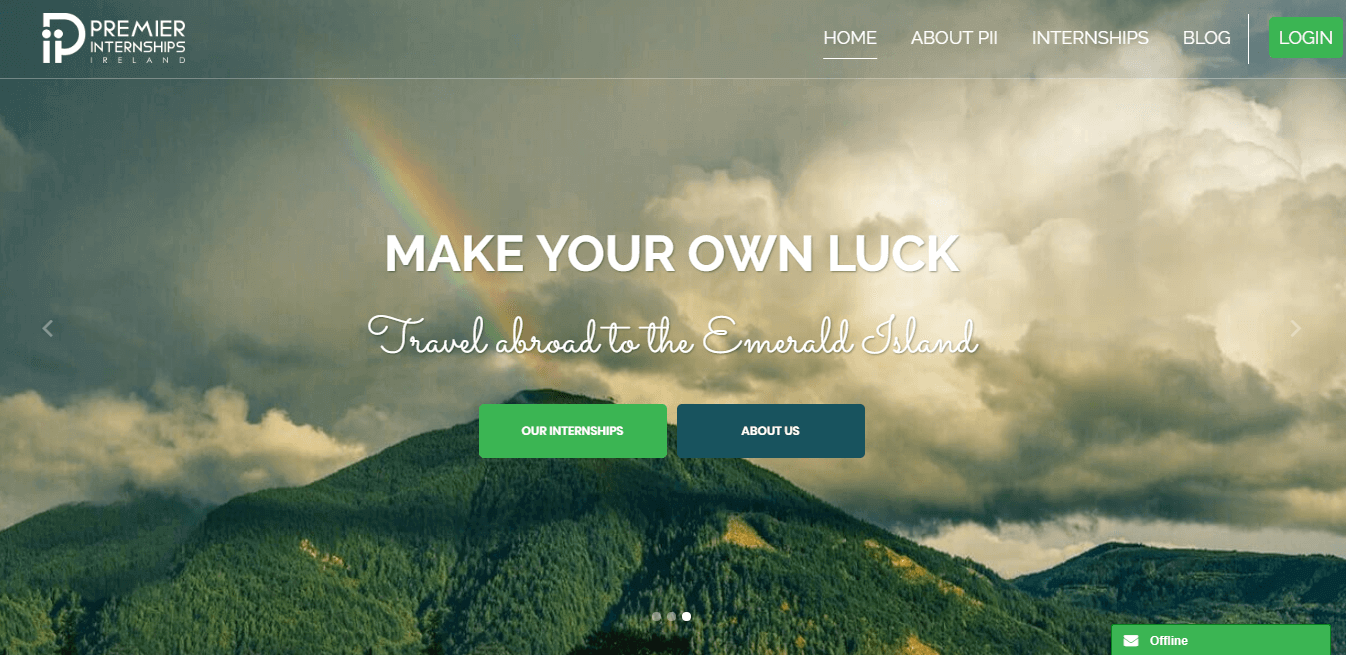 PREMIER
INTERNSHIPS
IRELAND
HOME ABOUT PII INTERNSHIPS BLOG LOGIN
MAKE YOUR OWN LUCK
Travel abroad to the Emerald Island
OUR INTERNSHIPS ABOUT US
Offline